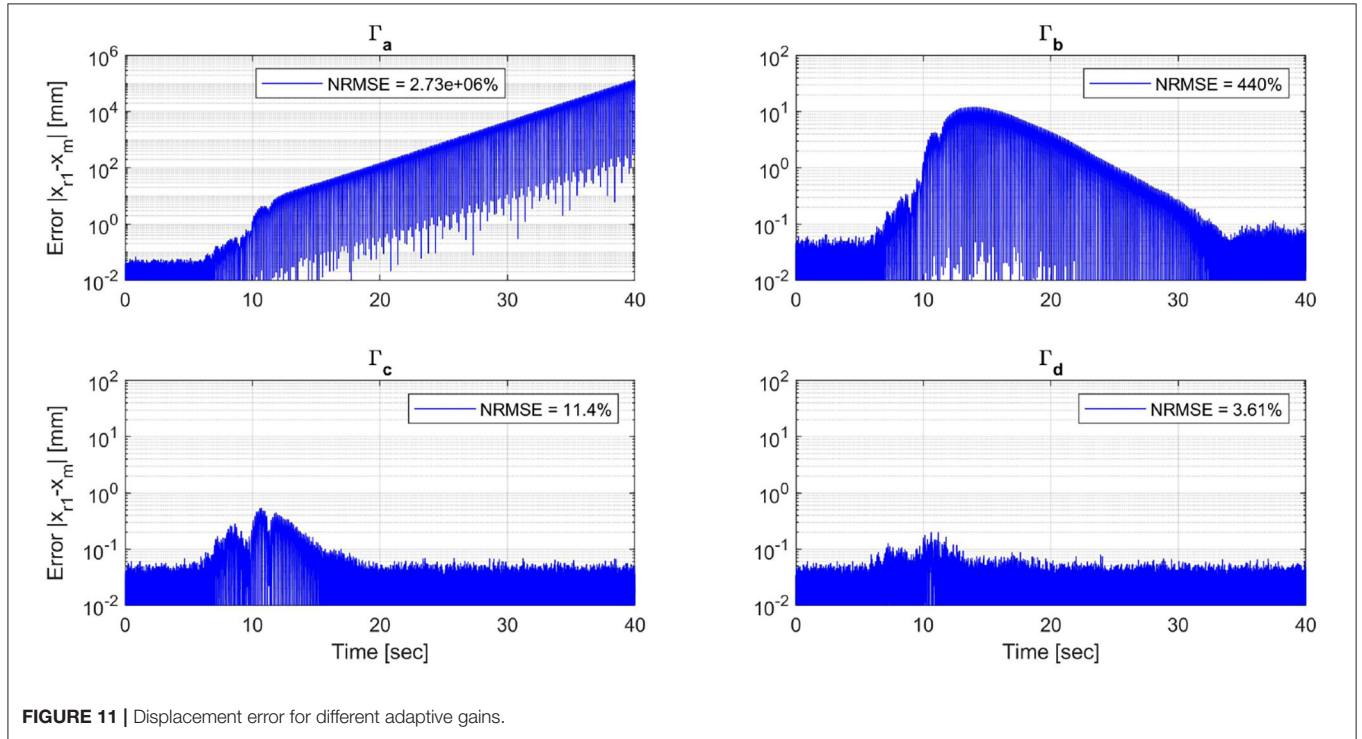 Γa
Γb
Error |x_r1-x_m| [mm]
10^6
10^4
10^2
10^0
10^-2
NRMSE = 2.73e+06%
0 10 20 30 40
10^2
10^1
10^0
10^-1
10^-2
NRMSE = 440%
0 10 20 30 40
Γc
Γd
Error |x_r1-x_m| [mm]
10^2
10^1
10^0
10^-1
10^-2
NRMSE = 11.4%
0 10 20 30 40
Time [sec]
10^2
10^1
10^0
10^-1
10^-2
NRMSE = 3.61%
0 10 20 30 40
Time [sec]
FIGURE 11 | Displacement error for different adaptive gains.